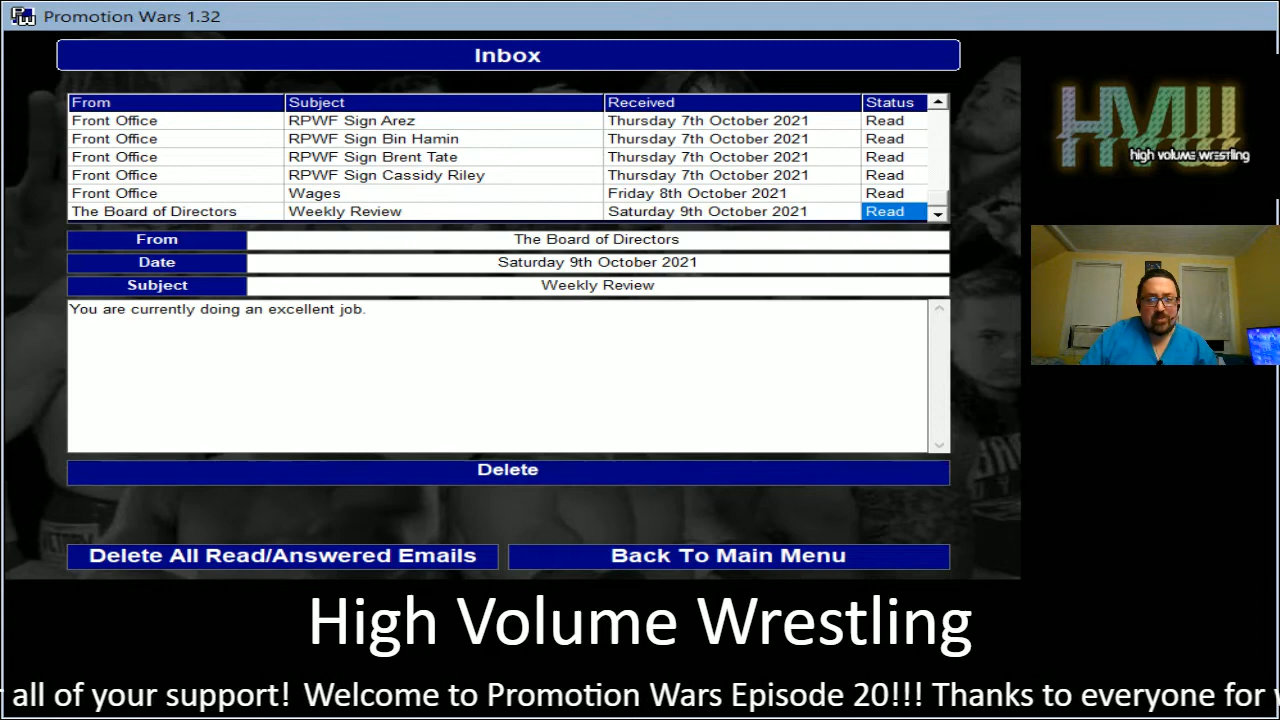 Promotion Wars 1.32
Inbox
From Subject Received Status
Front Office RPWF Sign Arez Thursday 7th October 2021 Read
Front Office RPWF Sign Bin Hamin Thursday 7th October 2021 Read
Front Office RPWF Sign Brent Tate Thursday 7th October 2021 Read
Front Office RPWF Sign Cassidy Riley Thursday 7th October 2021 Read
Front Office Wages Friday 8th October 2021 Read
The Board of Directors Weekly Review Saturday 9th October 2021 Read
From The Board of Directors
Date Saturday 9th October 2021
Subject Weekly Review
You are currently doing an excellent job.
Delete
Delete All Read/Answered Emails Back To Main Menu
HVW
high volume wrestling
High Volume Wrestling
all of your support! Welcome to Promotion Wars Episode 20!!! Thanks to everyone for